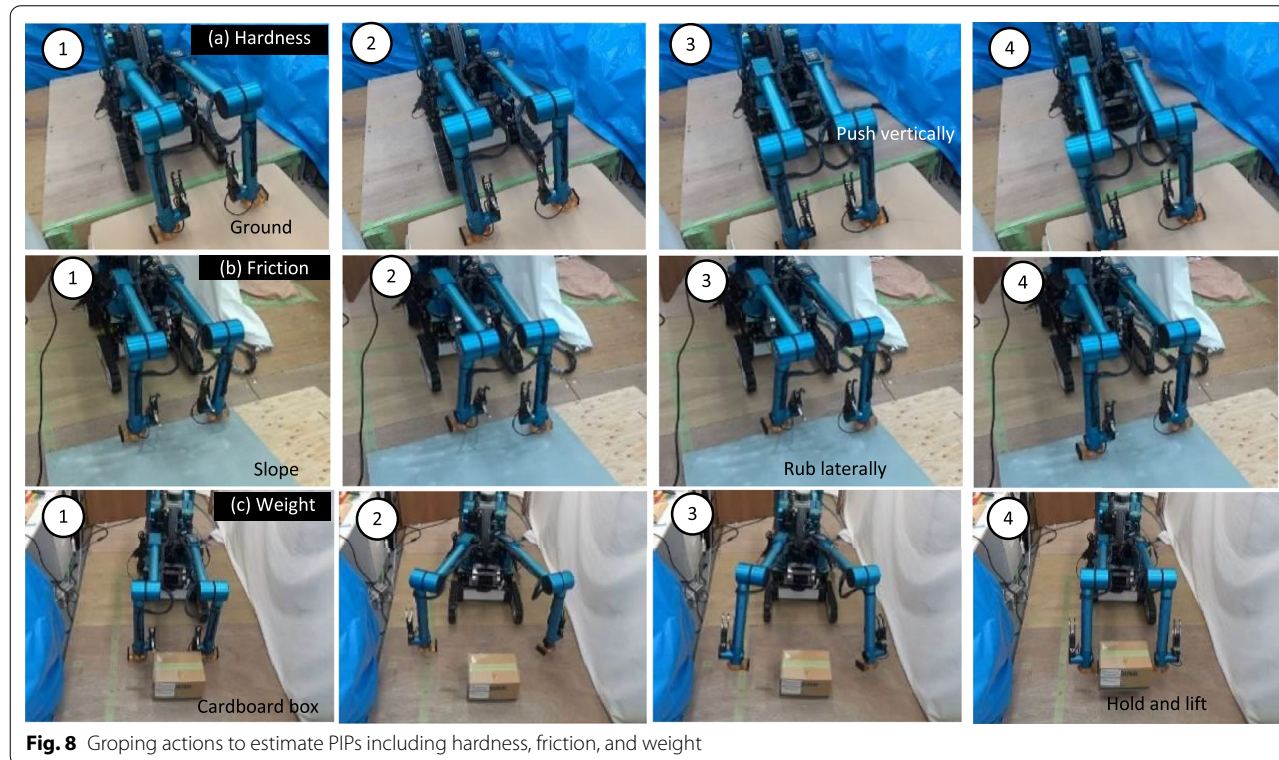 1
(a) Hardness
2
3
4
Push vertically
Ground
1
(b) Friction
2
3
4
Slope
Rub laterally
1
(c) Weight
2
3
4
Cardboard box
Hold and lift
Fig. 8 Groping actions to estimate PIPs including hardness, friction, and weight